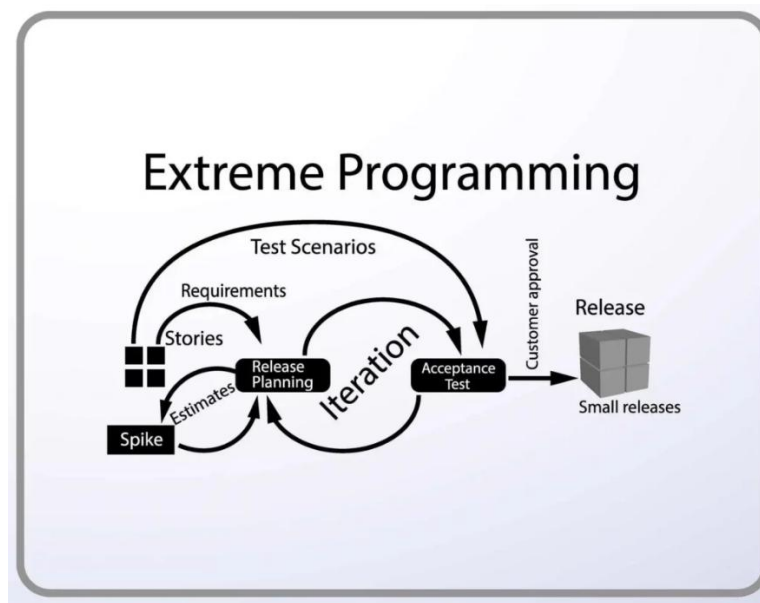 Extreme Programming
Test Scenarios
Requirements
Stories
Release
Planning
Estimates
Spike
Iteration
Acceptance
Test
Customer approval
Release
Small releases